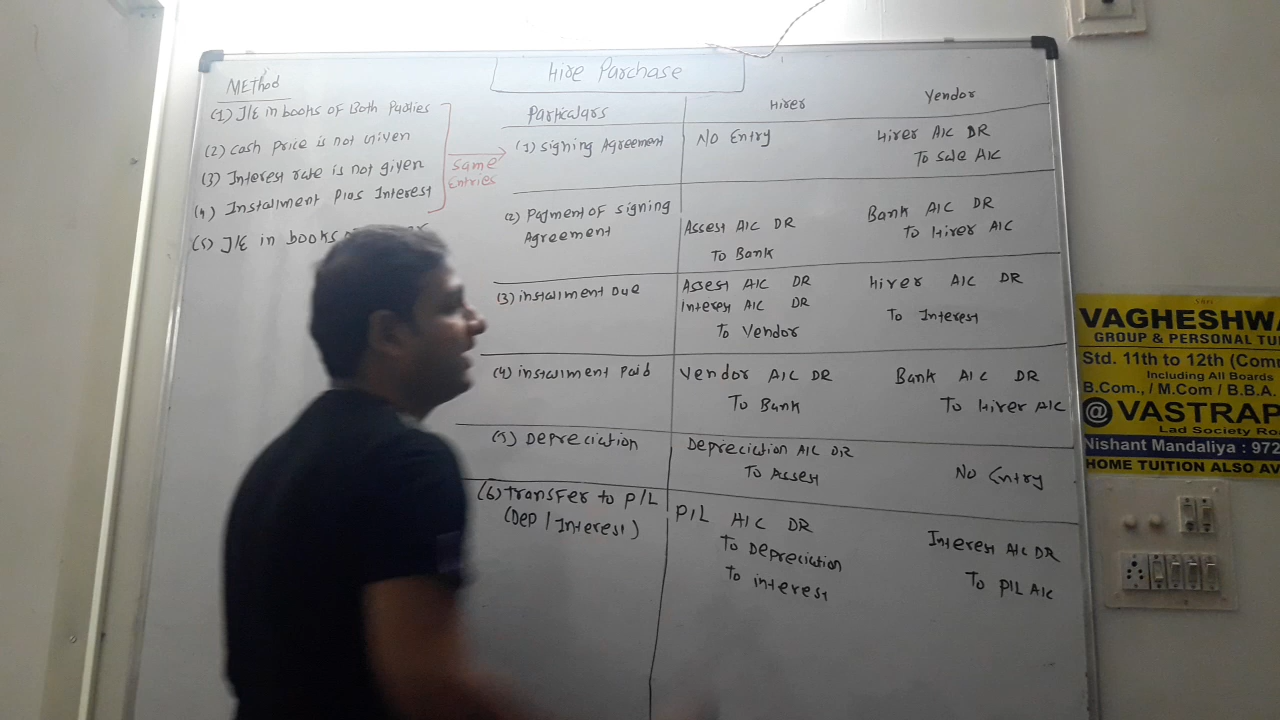 Hire Parchase
METhod
(1) J/E in books of Both Parties
(2) Cash Price is not Given
(3) Interest rate is not given
(4) Installment Plas Interest
(5) J/E in books
Same
Entries
Particulars
Hirer
Vendor
(1) Signing Agreement
No Entry
Hirer A/C DR
To Sale A/C
(2) Payment of Signing
Agreement
Assest A/C DR
To Bank
Bank A/C DR
To Hirer A/C
(3) installment Due
Assest A/C DR
Interest A/C DR
To Vendor
Hirer A/C DR
To Interest
(4) installment Paid
Vendor A/C DR
To Bank
Bank A/C DR
To Hirer A/C
(5) Depreciation
Depreciation A/C DR
To Assest
No Entry
(6) Transfer to P/L
(Dep / Interest)
P/L A/C DR
To Depreciation
To interest
Interest A/C DR
To P/L A/C
VAGHESHWA
GROUP & PERSONAL TU
Std. 11th to 12th (Com
Including All Boards
B.Com., / M.Com / B.B.A.
@ VASTRAP
Lad Society Ro
Nishant Mandaliya : 972
HOME TUITION ALSO AV